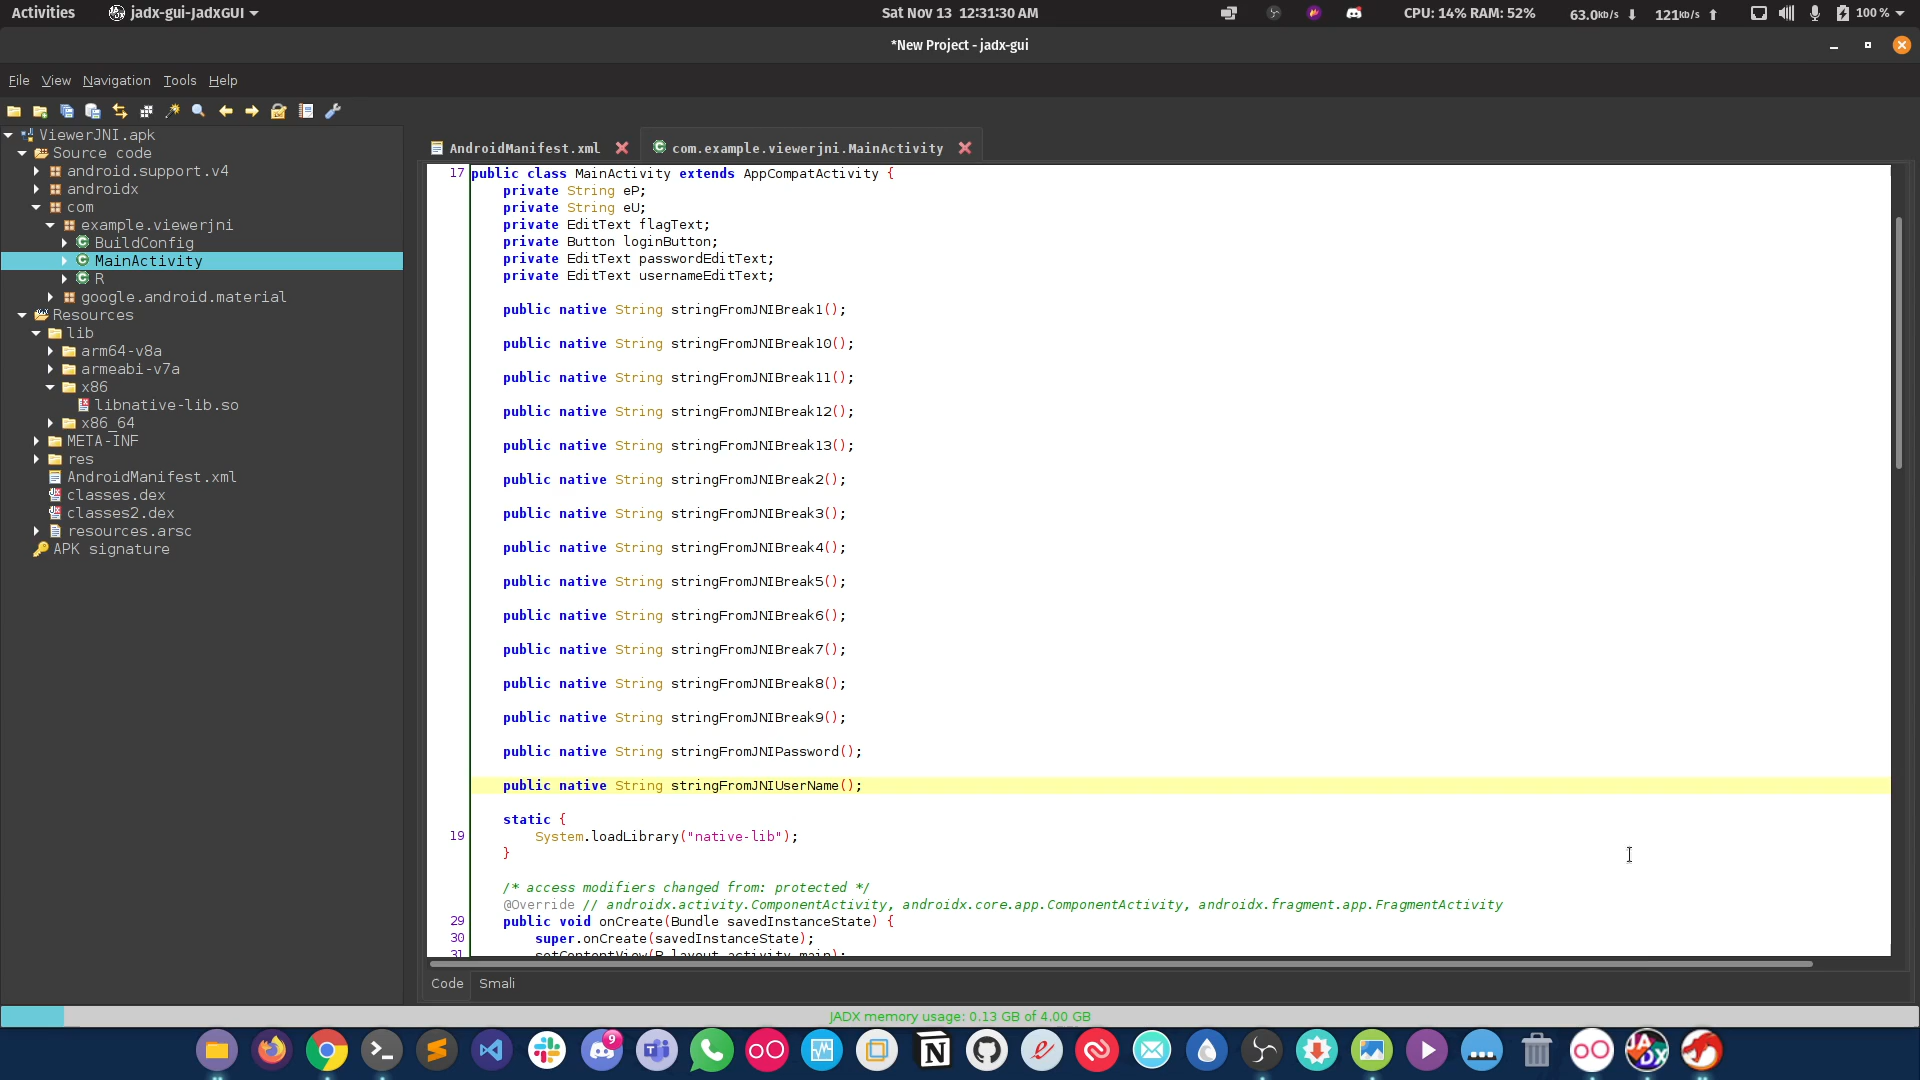 Activities
jadx-gui-JadxGUI
Sat Nov 13 12:31:30 AM
CPU: 14% RAM: 52%
63.0kb/s
121kb/s
100 %
*New Project - jadx-gui
File View Navigation Tools Help
ViewerJNI.apk
Source code
android.support.v4
androidx
com
example.viewerjni
BuildConfig
MainActivity
R
google.android.material
Resources
lib
arm64-v8a
armeabi-v7a
x86
libnative-lib.so
x86_64
META-INF
res
AndroidManifest.xml
classes.dex
classes2.dex
resources.arsc
APK signature
AndroidManifest.xml
com.example.viewerjni.MainActivity
17 public class MainActivity extends AppCompatActivity {
private String eP;
private String eU;
private EditText flagText;
private Button loginButton;
private EditText passwordEditText;
private EditText usernameEditText;
public native String stringFromJNIBreak1();
public native String stringFromJNIBreak10();
public native String stringFromJNIBreak11();
public native String stringFromJNIBreak12();
public native String stringFromJNIBreak13();
public native String stringFromJNIBreak2();
public native String stringFromJNIBreak3();
public native String stringFromJNIBreak4();
public native String stringFromJNIBreak5();
public native String stringFromJNIBreak6();
public native String stringFromJNIBreak7();
public native String stringFromJNIBreak8();
public native String stringFromJNIBreak9();
public native String stringFromJNIPassword();
public native String stringFromJNIUserName();
static {
19 System.loadLibrary("native-lib");
}
/* access modifiers changed from: protected */
@Override // androidx.activity.ComponentActivity, androidx.core.app.ComponentActivity, androidx.fragment.app.FragmentActivity
29 public void onCreate(Bundle savedInstanceState) {
30 super.onCreate(savedInstanceState);
31 setContentView(R.layout.activity_main);
Code Smali
JADX memory usage: 0.13 GB of 4.00 GB
9